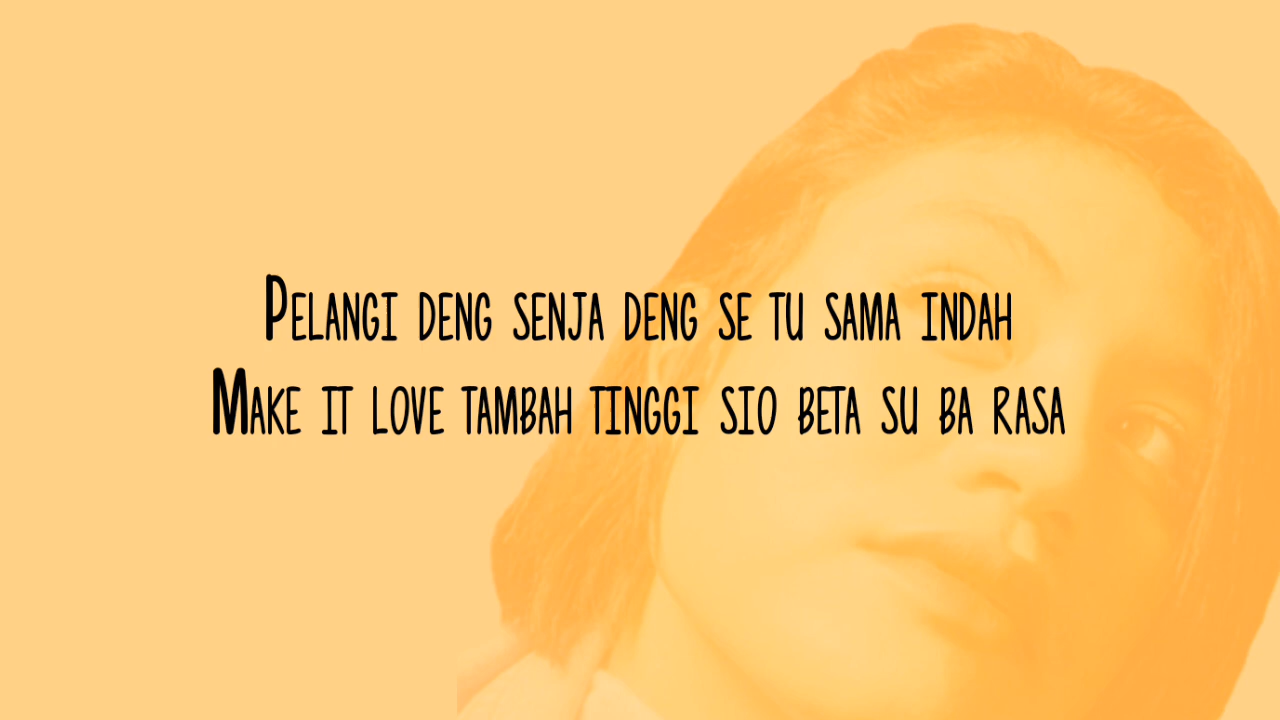 Pelangi deng senja deng se tu sama indah
Make it love tambah tinggi sio beta su ba rasa